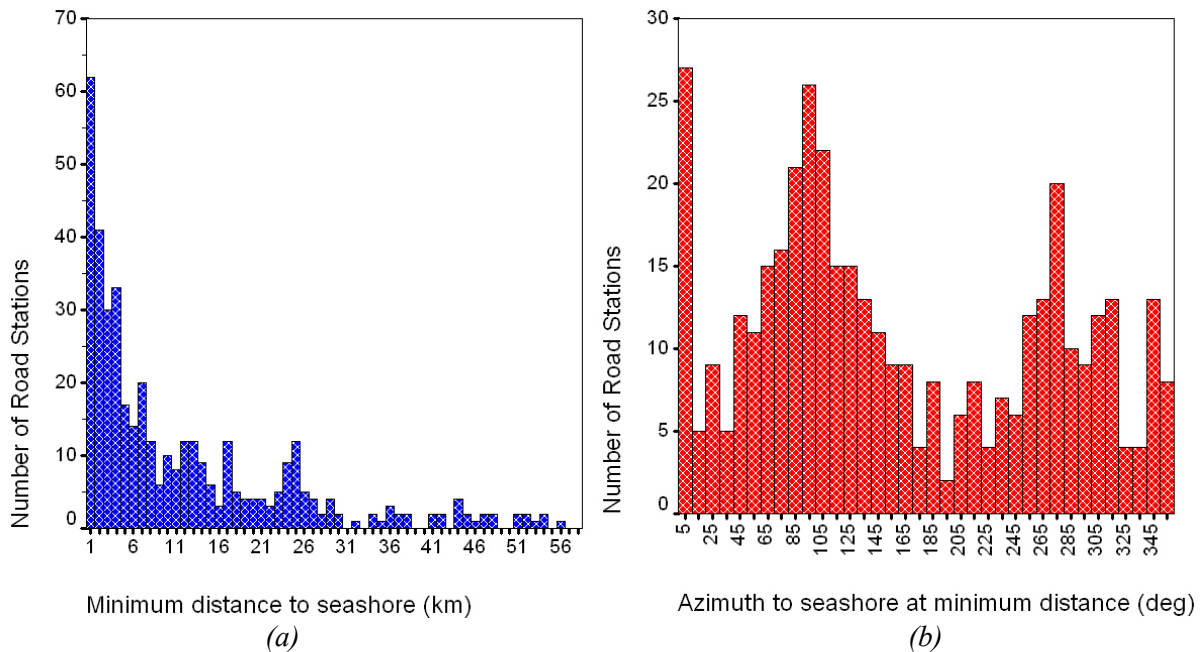 70
60
50
40
30
20
10
0
Number of Road Stations
1 6 11 16 21 26 31 36 41 46 51 56
Minimum distance to seashore (km)
(a)
30
25
20
15
10
5
0
Number of Road Stations
5 25 45 65 85 105 125 145 165 185 205 225 245 265 285 305 325 345
Azimuth to seashore at minimum distance (deg)
(b)